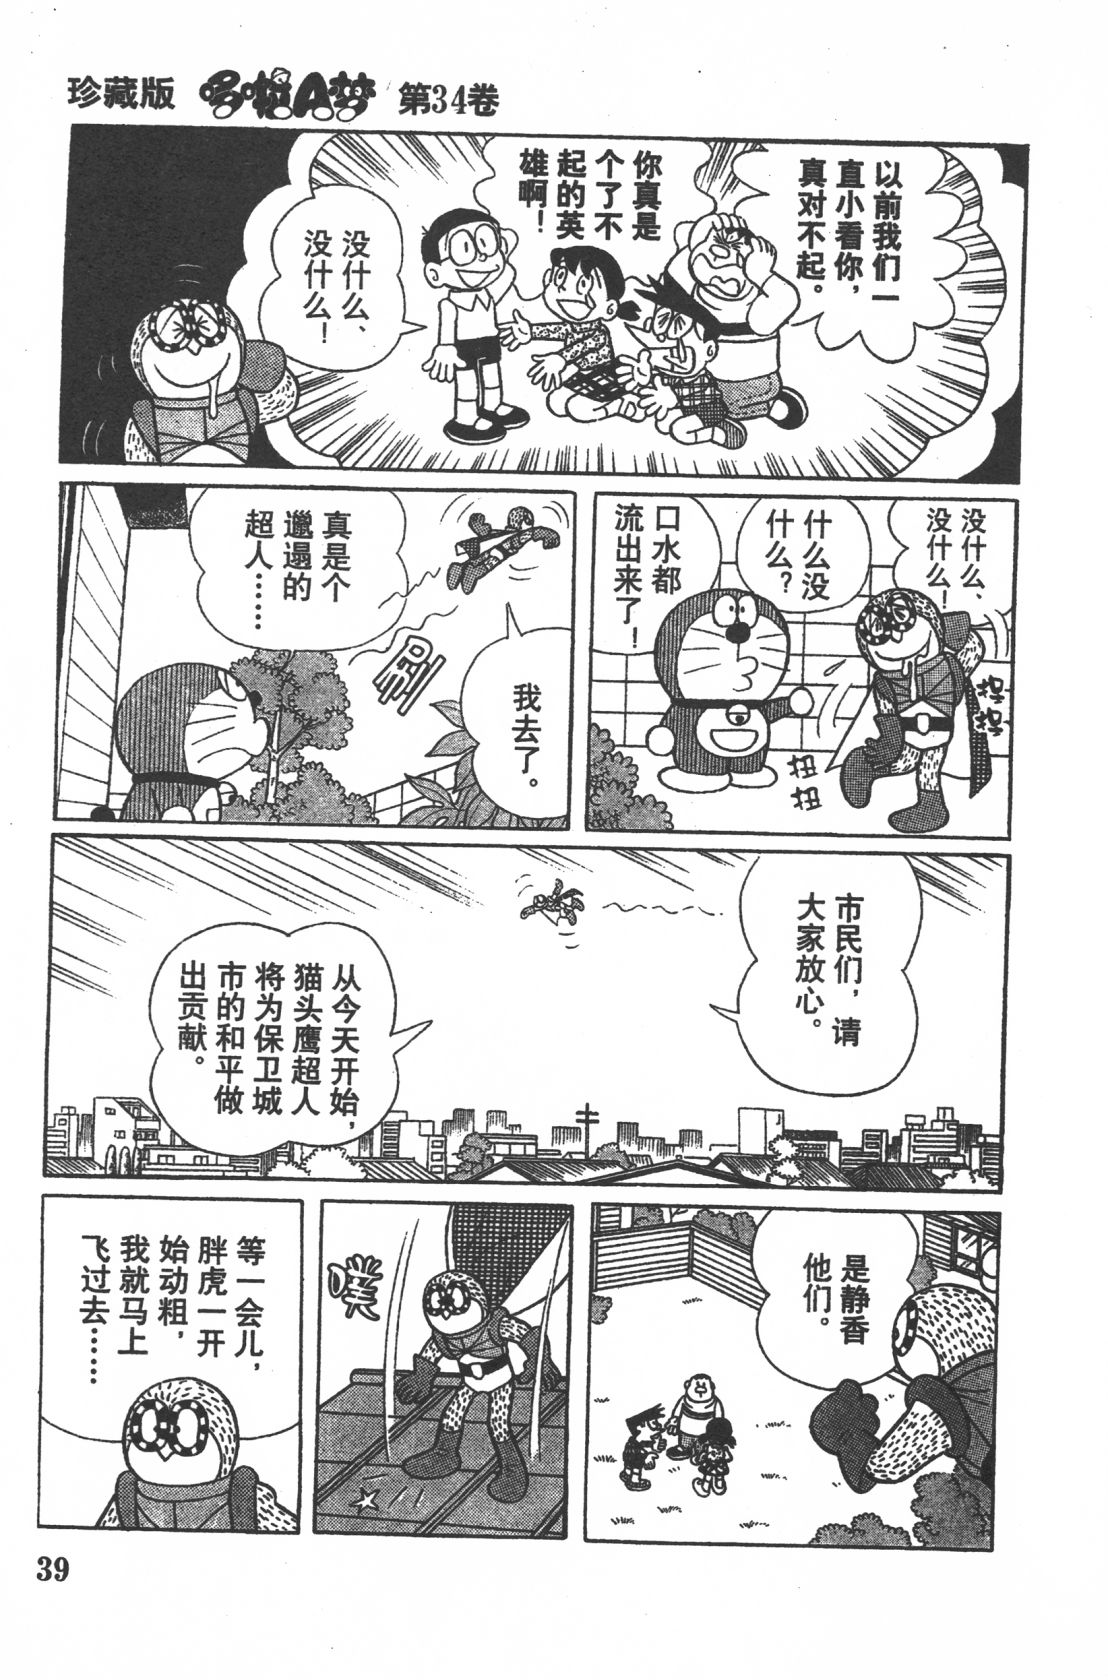 珍藏版 哆啦A梦 第34卷
以前我们一
直小看你，
真对不起。
你真是
个了不
起的英
雄啊！
没什么、
没什么！
没什么、
没什么！
什么没
什么？
口水都
流出来了！
捏
捏
扭
扭
我去了。
真是个
邋遢的
超人……
市民们，请
大家放心。
从今天开始，
猫头鹰超人
将为保卫城
市的和平做
出贡献。
是静香
他们。
噗
等一会儿，
胖虎一开
始动粗，
我就马上
飞过去……
39